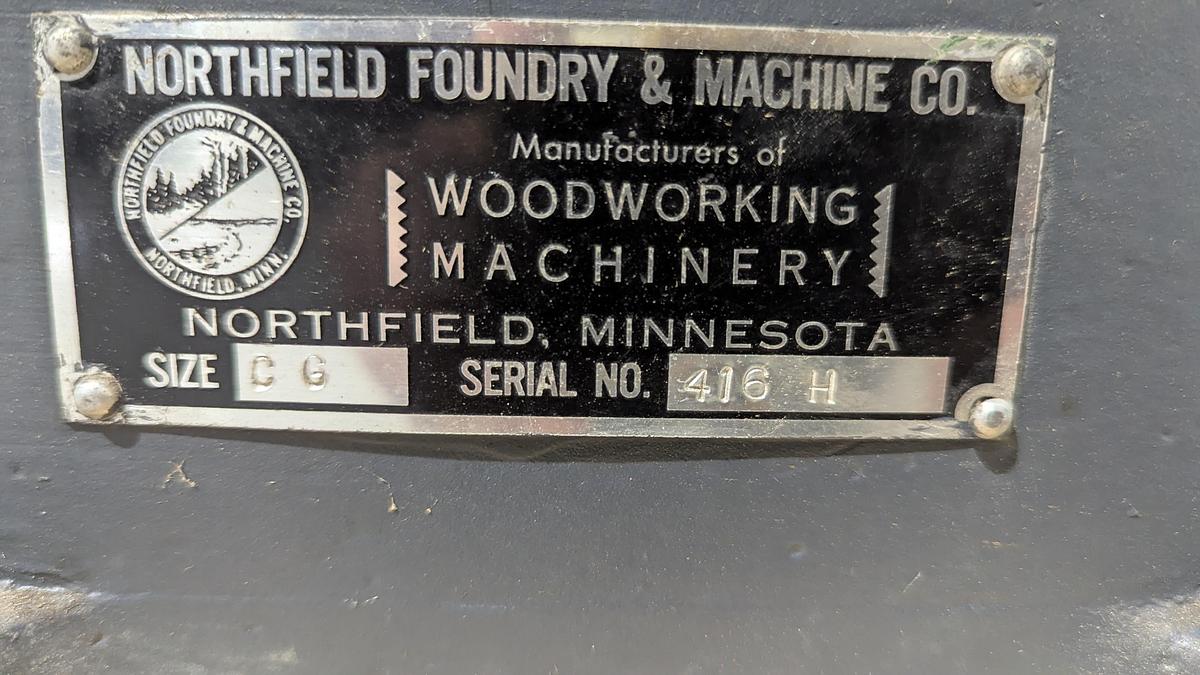 NORTHFIELD FOUNDRY & MACHINE CO.
NORTHFIELD FOUNDRY & MACHINE CO.
NORTHFIELD, MINN.
Manufacturers of
WOODWORKING
MACHINERY
NORTHFIELD, MINNESOTA
SIZE C G SERIAL NO. 416 H